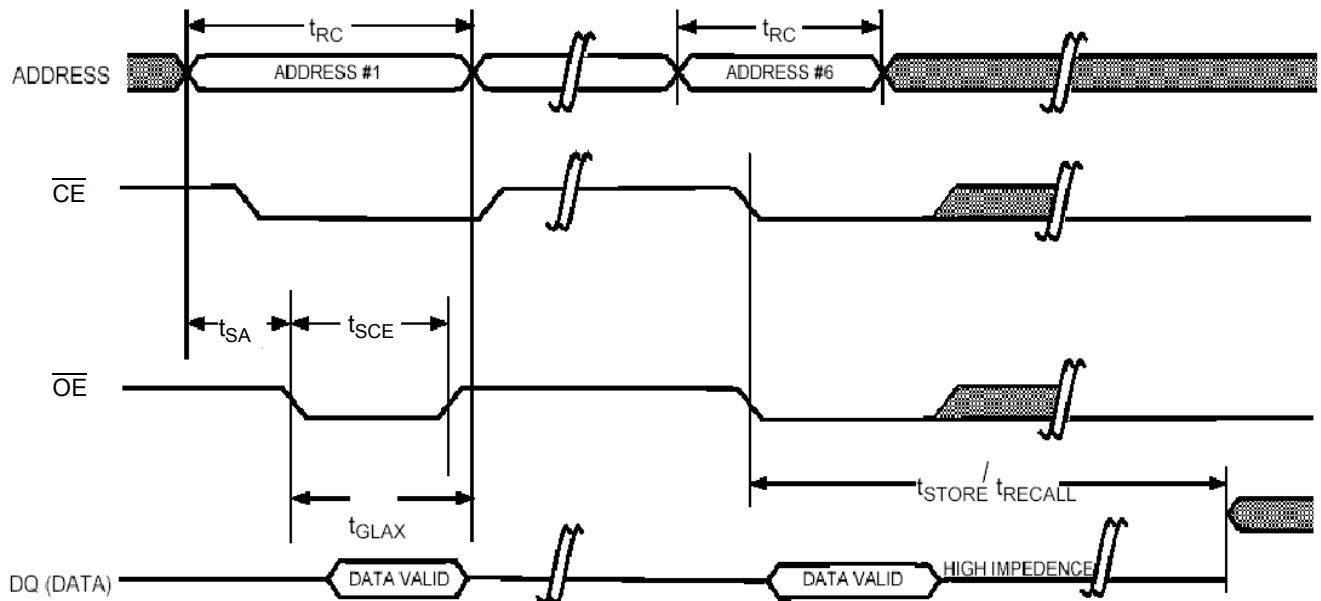 tRC
tRC
ADDRESS
ADDRESS #1
ADDRESS #6
CE
tSA
tSCE
OE
tSTORE / tRECALL
tGLAX
DQ (DATA)
DATA VALID
DATA VALID
HIGH IMPEDENCE